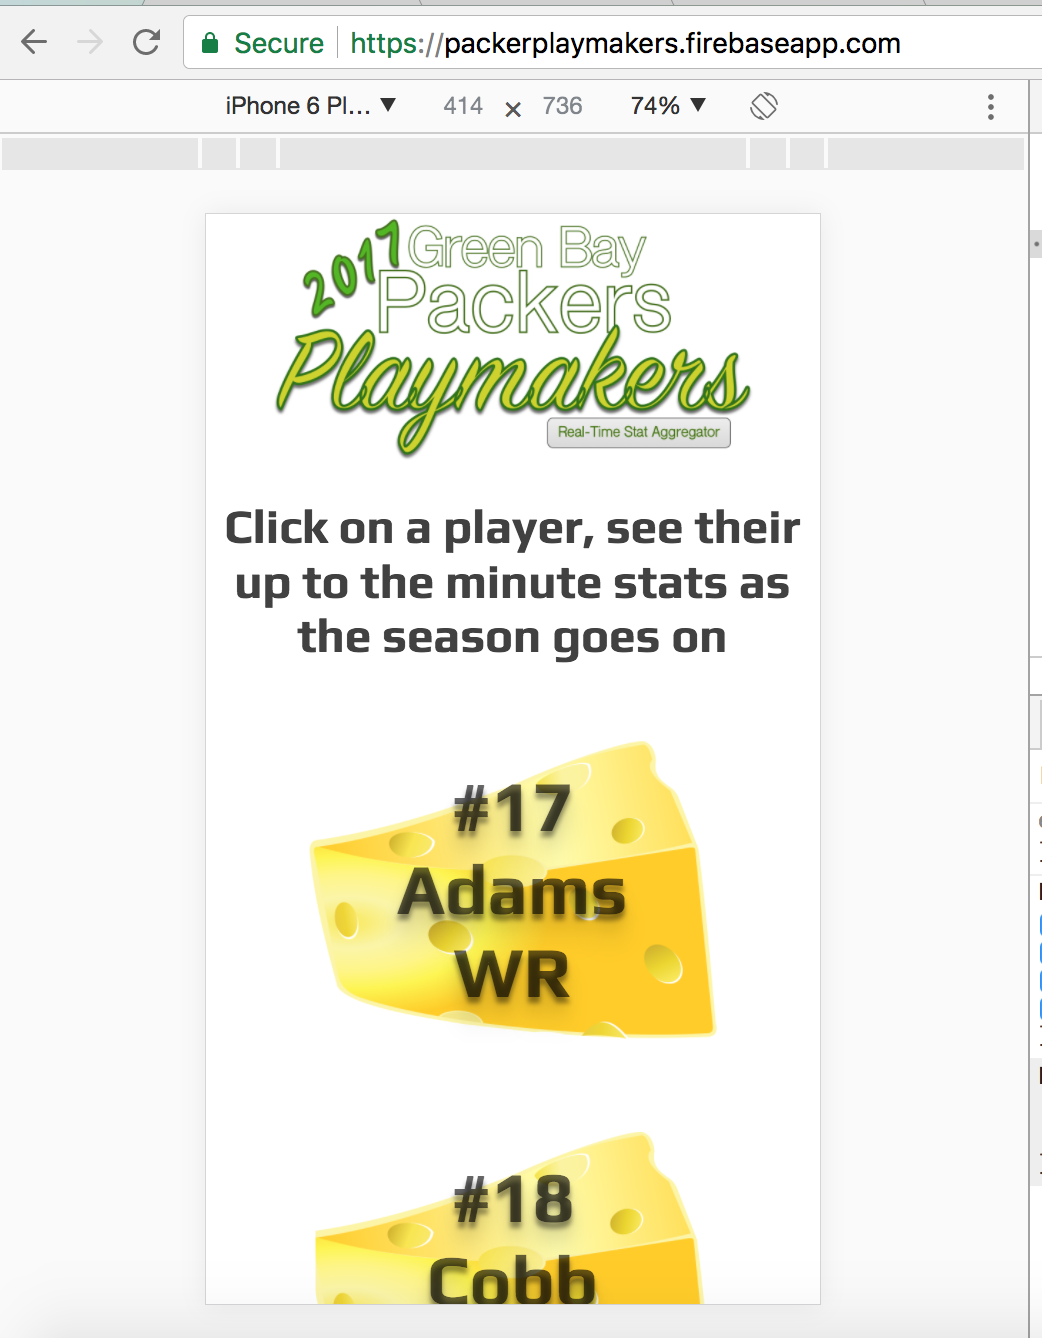 Secure https://packerplaymakers.firebaseapp.com
iPhone 6 Pl... 414 × 736 74%
2017 Green Bay
Packers
Playmakers
Real-Time Stat Aggregator
Click on a player, see their
up to the minute stats as
the season goes on
#17
Adams
WR
#18
Cobb